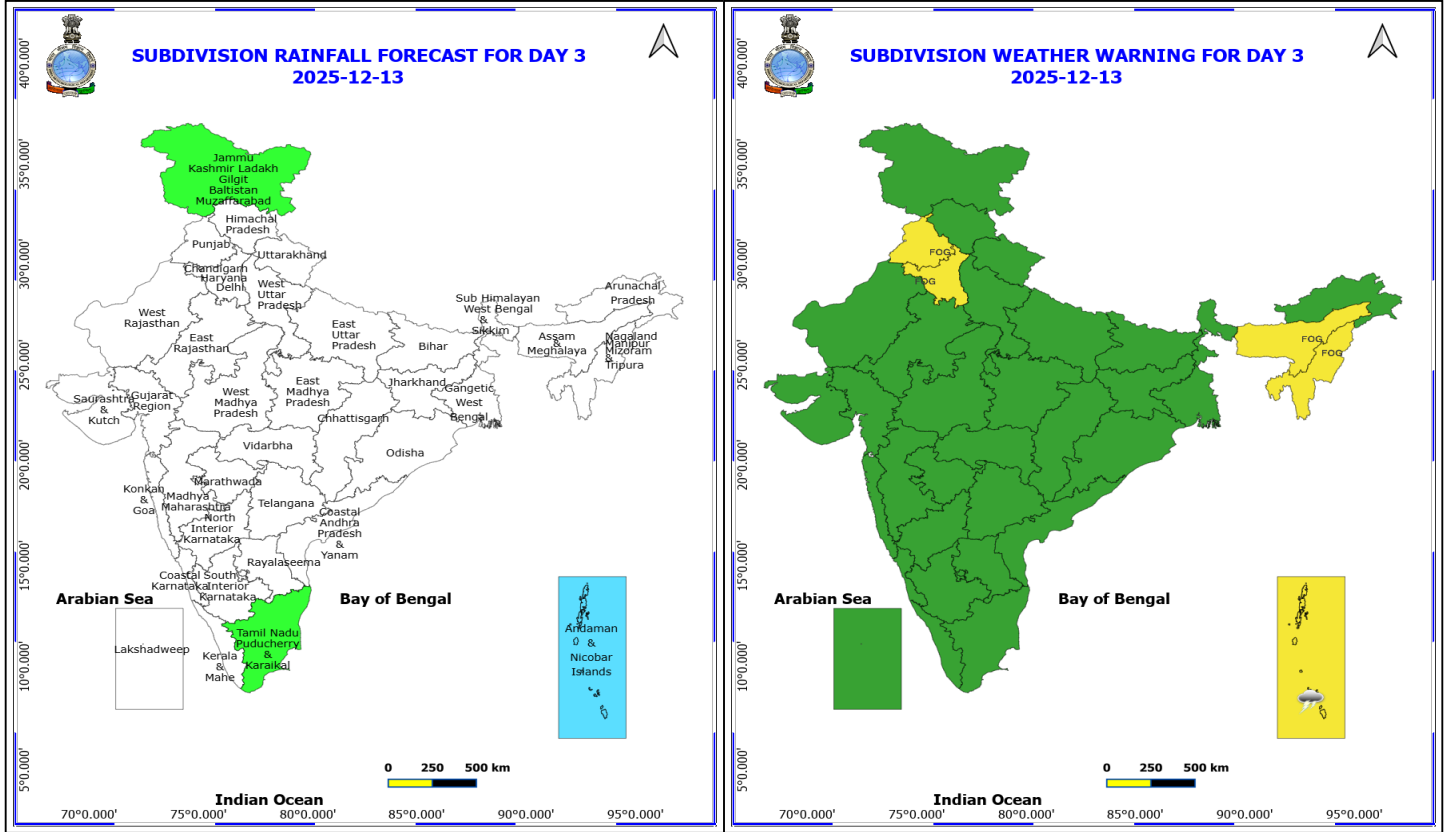 SUBDIVISION RAINFALL FORECAST FOR DAY 3
2025-12-13
40°0.000'
35°0.000'
30°0.000'
25°0.000'
20°0.000'
15°0.000'
10°0.000'
5°0.000'
Jammu
Kashmir Ladakh
Gilgit
Baltistan
Muzaffarabad
Himachal
Pradesh
Punjab
Uttarakhand
Chandigarh
Haryana
Delhi
West
Uttar
Pradesh
Arunachal
Pradesh
Sub Himalayan
West Bengal
&
Sikkim
West
Rajasthan
East
Rajasthan
East
Uttar
Pradesh
Bihar
Assam
&
Meghalaya
Nagaland
Manipur
Mizoram
&
Tripura
Saurashtra
&
Kutch
Gujarat
Region
West
Madhya
Pradesh
East
Madhya
Pradesh
Jharkhand
Gangetic
West
Bengal
Chhattisgarh
Vidarbha
Odisha
Konkan
&
Goa
Madhya
Maharashtra
Marathwada
Telangana
North
Interior
Karnataka
Coastal
Andhra
Pradesh
&
Yanam
Rayalaseema
Coastal
Karnataka
South
Interior
Karnataka
Arabian Sea
Bay of Bengal
Lakshadweep
Kerala
&
Mahe
Tamil Nadu
Puducherry
&
Karaikal
Andaman
&
Nicobar
Islands
0 250 500 km
Indian Ocean
70°0.000' 75°0.000' 80°0.000' 85°0.000' 90°0.000' 95°0.000'
SUBDIVISION WEATHER WARNING FOR DAY 3
2025-12-13
40°0.000'
35°0.000'
30°0.000'
25°0.000'
20°0.000'
15°0.000'
10°0.000'
5°0.000'
FOG
FOG
FOG
FOG
Arabian Sea
Bay of Bengal
0 250 500 km
Indian Ocean
70°0.000' 75°0.000' 80°0.000' 85°0.000' 90°0.000' 95°0.000'